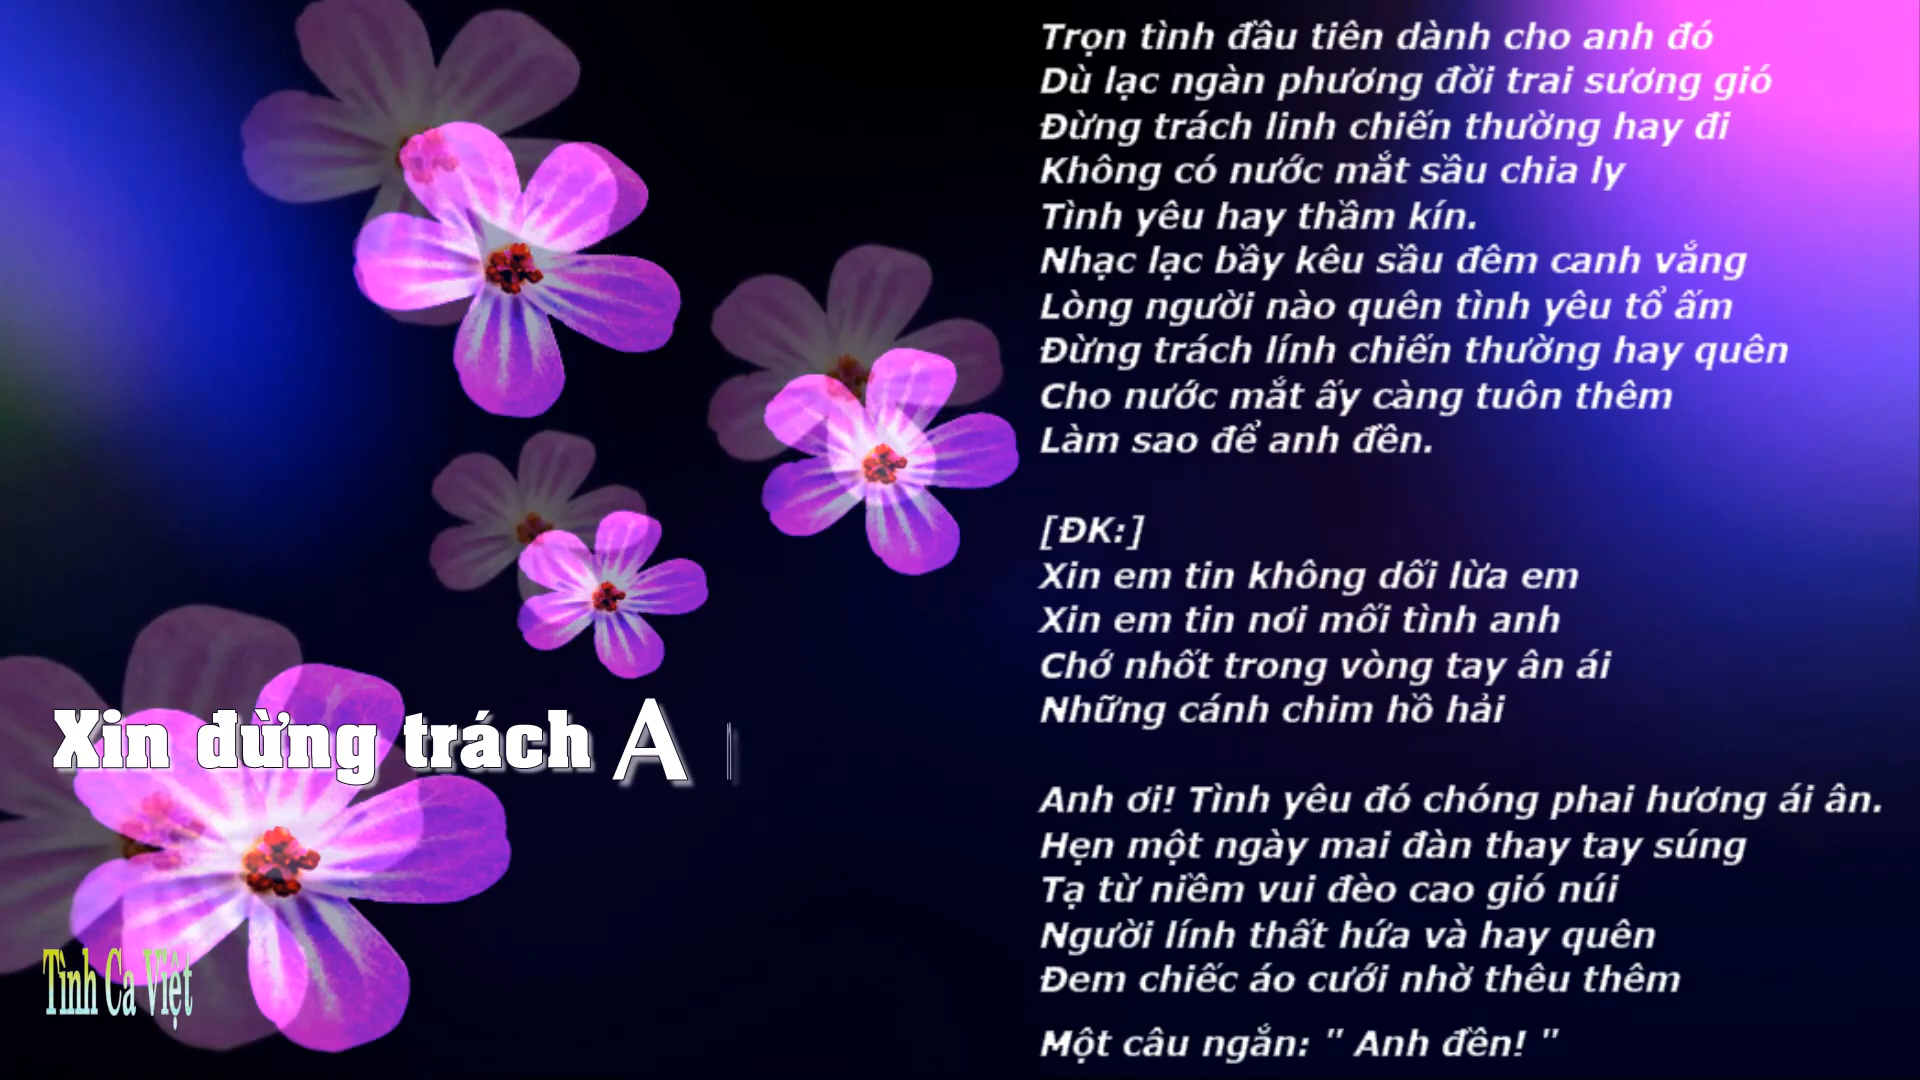 Trọn tình đầu tiên dành cho anh đó
Dù lạc ngàn phương đời trai sương gió
Đừng trách linh chiến thường hay đi
Không có nước mắt sầu chia ly
Tình yêu hay thầm kín.
Nhạc lạc bầy kêu sầu đêm canh vắng
Lòng người nào quên tình yêu tổ ấm
Đừng trách lính chiến thường hay quên
Cho nước mắt ấy càng tuôn thêm
Làm sao để anh đền.
[ĐK:]
Xin em tin không dối lừa em
Xin em tin nơi mối tình anh
Chớ nhốt trong vòng tay ân ái
Những cánh chim hồ hải
Anh ơi! Tình yêu đó chóng phai hương ái ân.
Hẹn một ngày mai đàn thay tay súng
Tạ từ niềm vui đèo cao gió núi
Người lính thất hứa và hay quên
Đem chiếc áo cưới nhờ thêu thêm
Một câu ngắn: " Anh đền! "
Xin đừng trách A
Tình Ca Việt